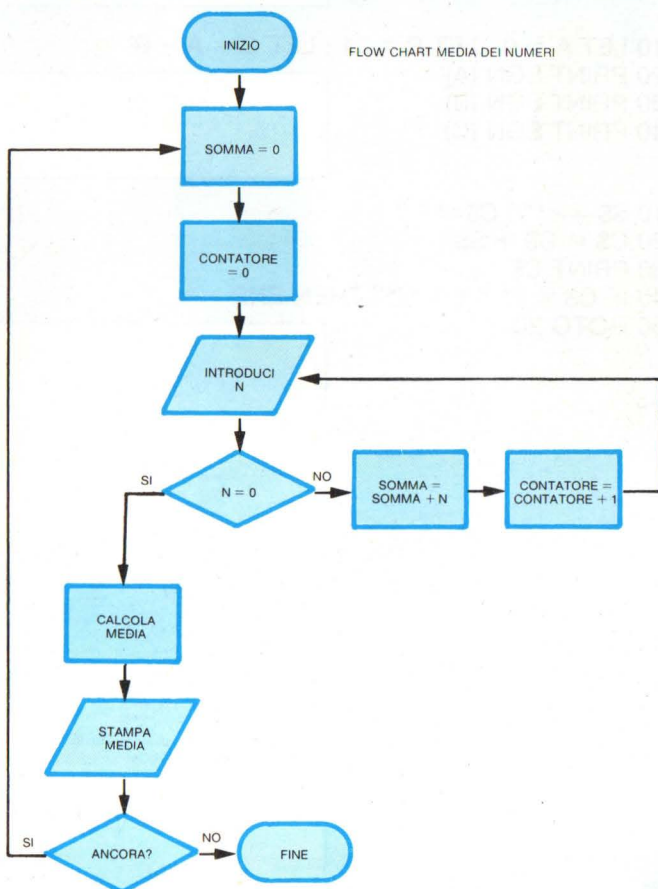 INIZIO
FLOW CHART MEDIA DEI NUMERI
SOMMA = 0
CONTATORE
= 0
INTRODUCI
N
SI
N = 0
NO
SOMMA =
SOMMA + N
CONTATORE =
CONTATORE + 1
CALCOLA
MEDIA
STAMPA
MEDIA
SI
ANCORA?
NO
FINE